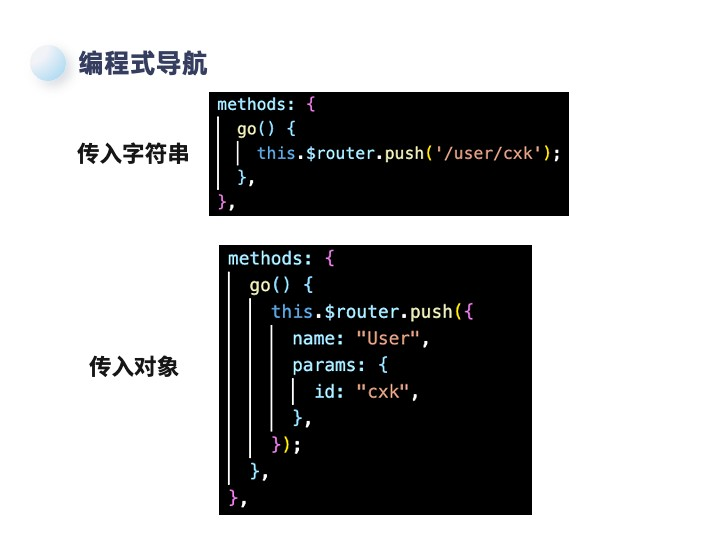 编程式导航
传入字符串
methods: {
go() {
this.$router.push('/user/cxk');
},
},
传入对象
methods: {
go() {
this.$router.push({
name: "User",
params: {
id: "cxk",
},
});
},
},